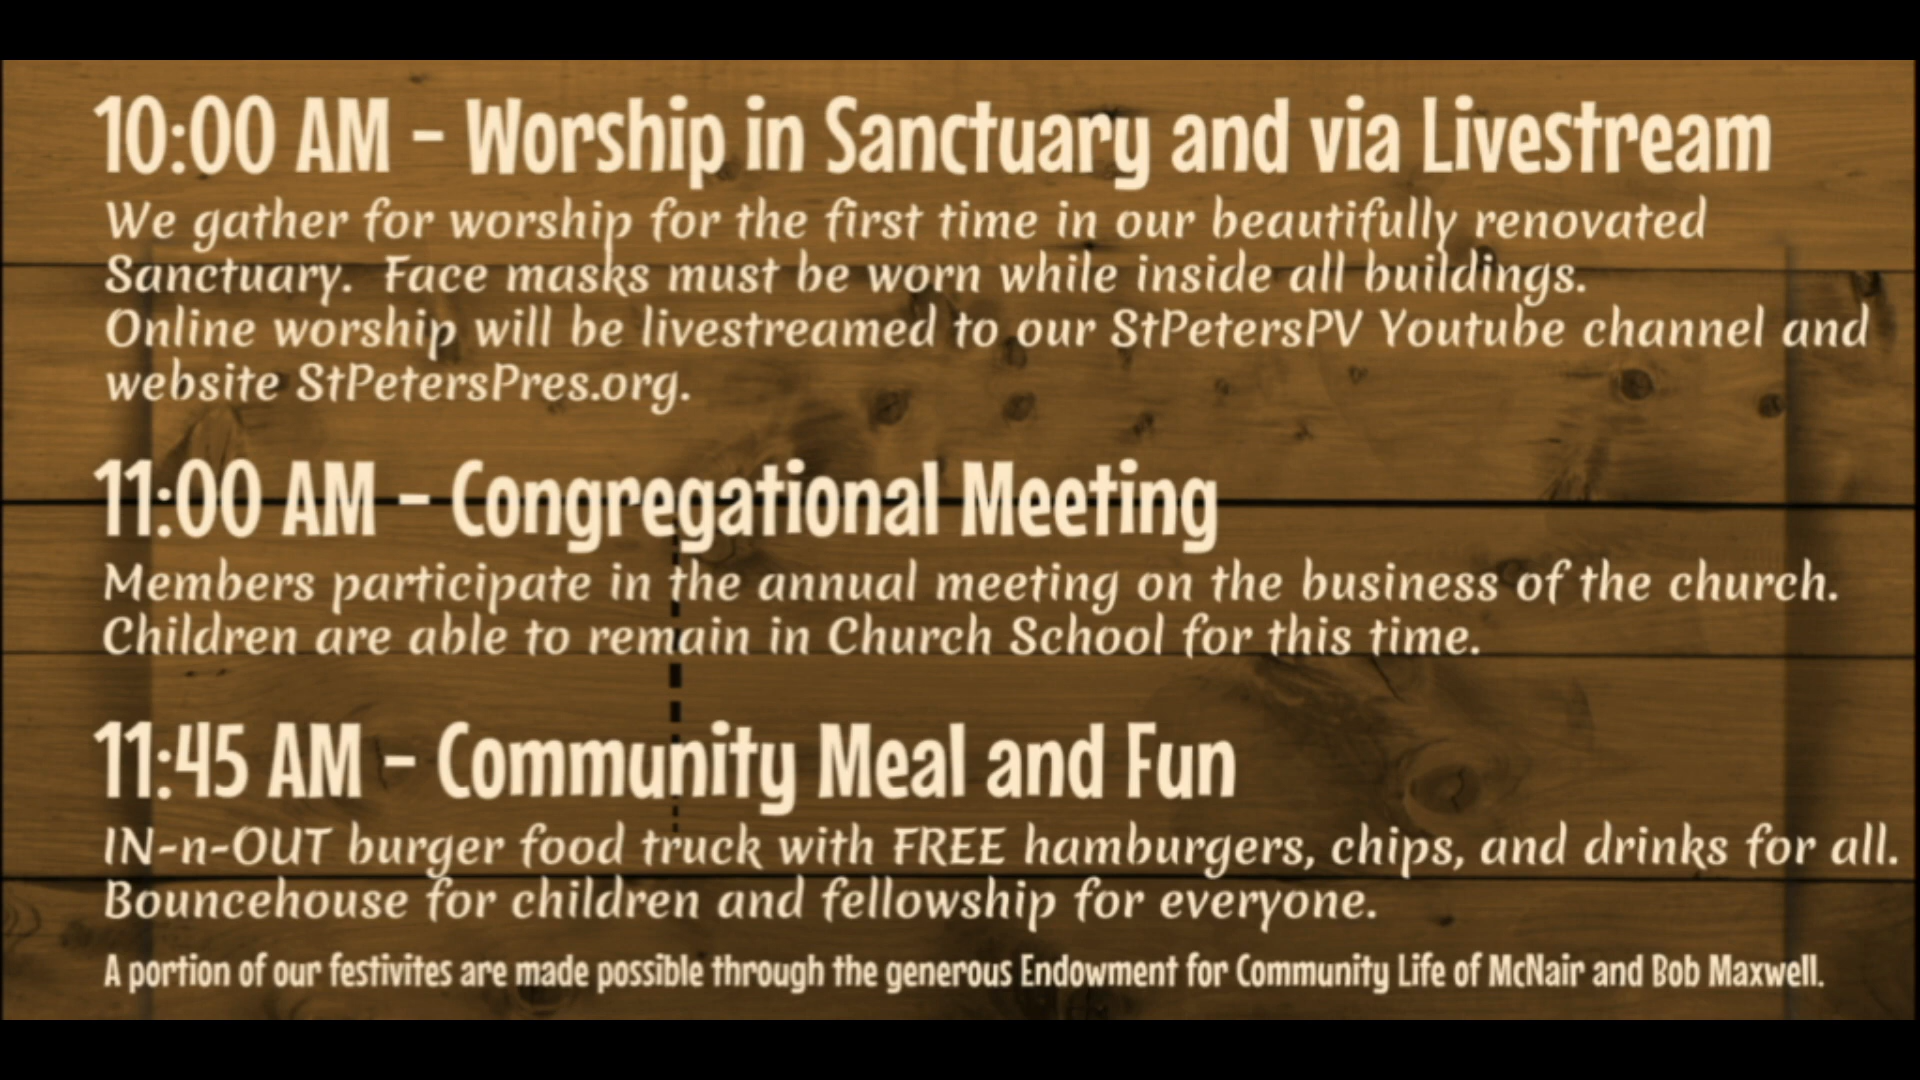 10:00 AM - Worship in Sanctuary and via Livestream
We gather for worship for the first time in our beautifully renovated
Sanctuary. Face masks must be worn while inside all buildings.
Online worship will be livestreamed to our StPetersPV Youtube channel and
website StPetersPres.org.
11:00 AM - Congregational Meeting
Members participate in the annual meeting on the business of the church.
Children are able to remain in Church School for this time.
11:45 AM - Community Meal and Fun
IN-n-OUT burger food truck with FREE hamburgers, chips, and drinks for all.
Bouncehouse for children and fellowship for everyone.
A portion of our festivites are made possible through the generous Endowment for Community Life of McNair and Bob Maxwell.